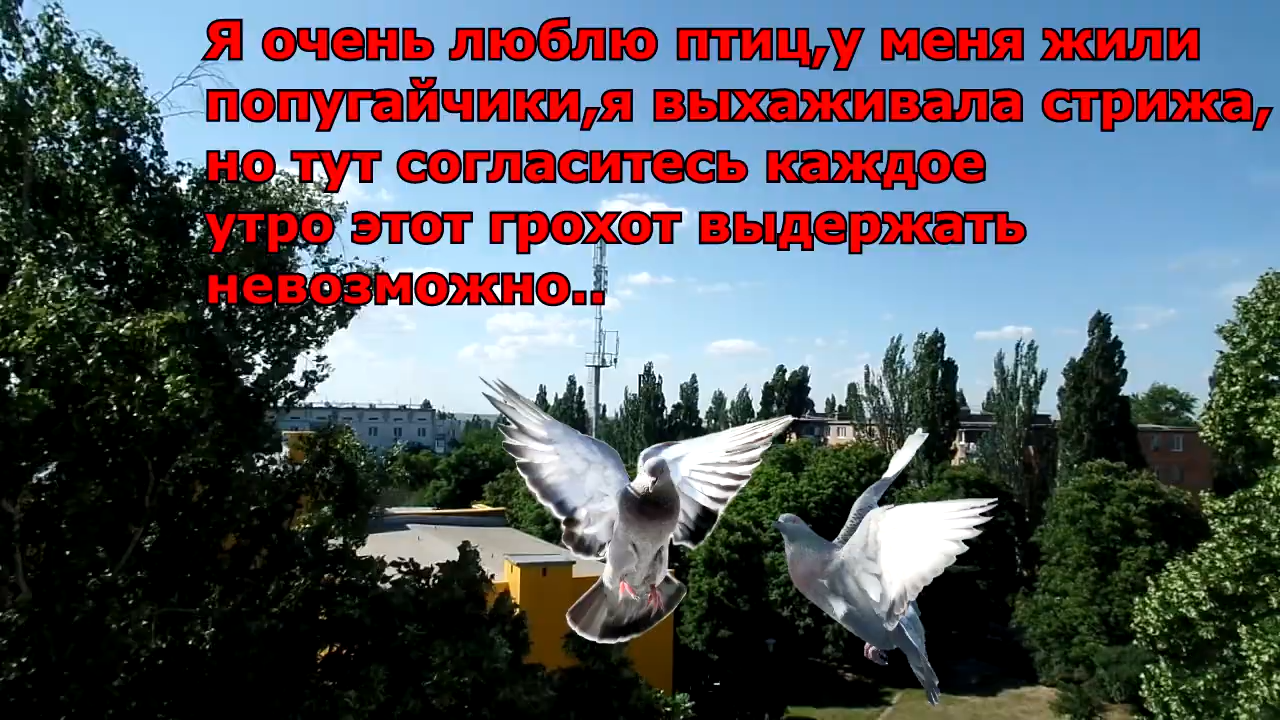 Я очень люблю птиц,у меня жили
попугайчики,я выхаживала стрижа,
но тут согласитесь каждое
утро этот грохот выдержать
невозможно..